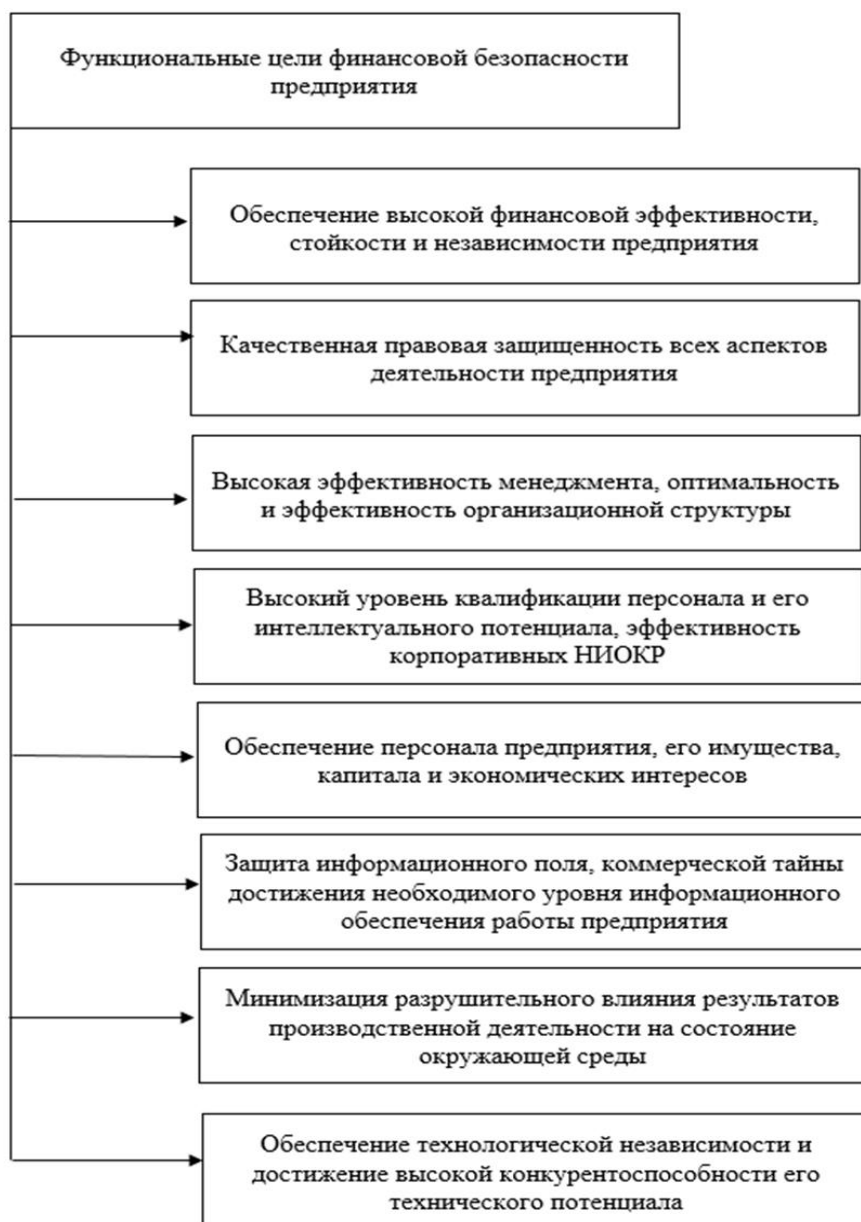 Функциональные цели финансовой безопасности
предприятия
Обеспечение высокой финансовой эффективности,
стойкости и независимости предприятия
Качественная правовая защищенность всех аспектов
деятельности предприятия
Высокая эффективность менеджмента, оптимальность
и эффективность организационной структуры
Высокий уровень квалификации персонала и его
интеллектуального потенциала, эффективность
корпоративных НИОКР
Обеспечение персонала предприятия, его имущества,
капитала и экономических интересов
Защита информационного поля, коммерческой тайны
достижения необходимого уровня информационного
обеспечения работы предприятия
Минимизация разрушительного влияния результатов
производственной деятельности на состояние
окружающей среды
Обеспечение технологической независимости и
достижение высокой конкурентоспособности его
технического потенциала